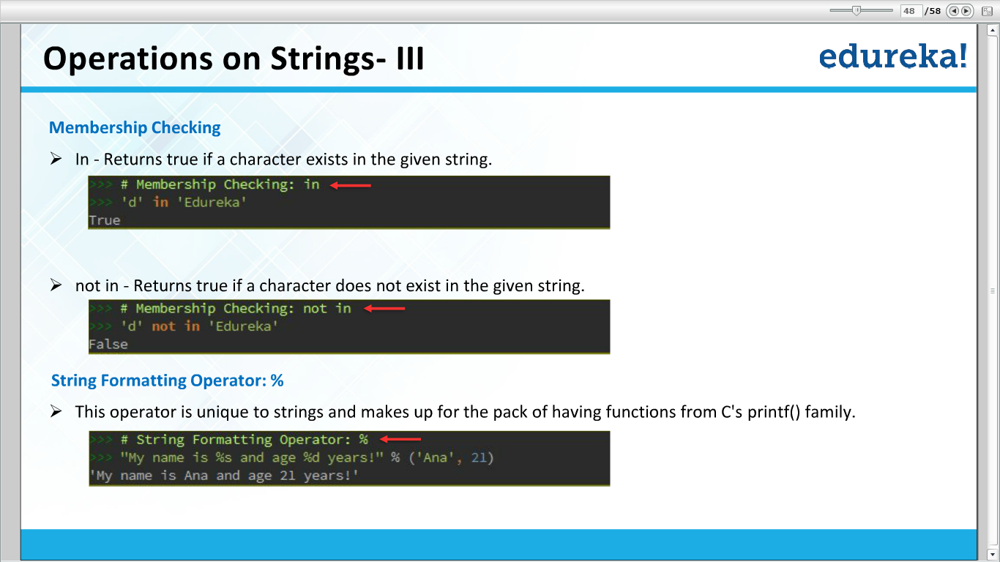 48 /58
Operations on Strings- III
edureka!
Membership Checking
➢ In - Returns true if a character exists in the given string.
>>> # Membership Checking: in
>>> 'd' in 'Edureka'
True
➢ not in - Returns true if a character does not exist in the given string.
>>> # Membership Checking: not in
>>> 'd' not in 'Edureka'
False
String Formatting Operator: %
➢ This operator is unique to strings and makes up for the pack of having functions from C's printf() family.
>>> # String Formatting Operator: %
>>> "My name is %s and age %d years!" % ('Ana', 21)
'My name is Ana and age 21 years!'